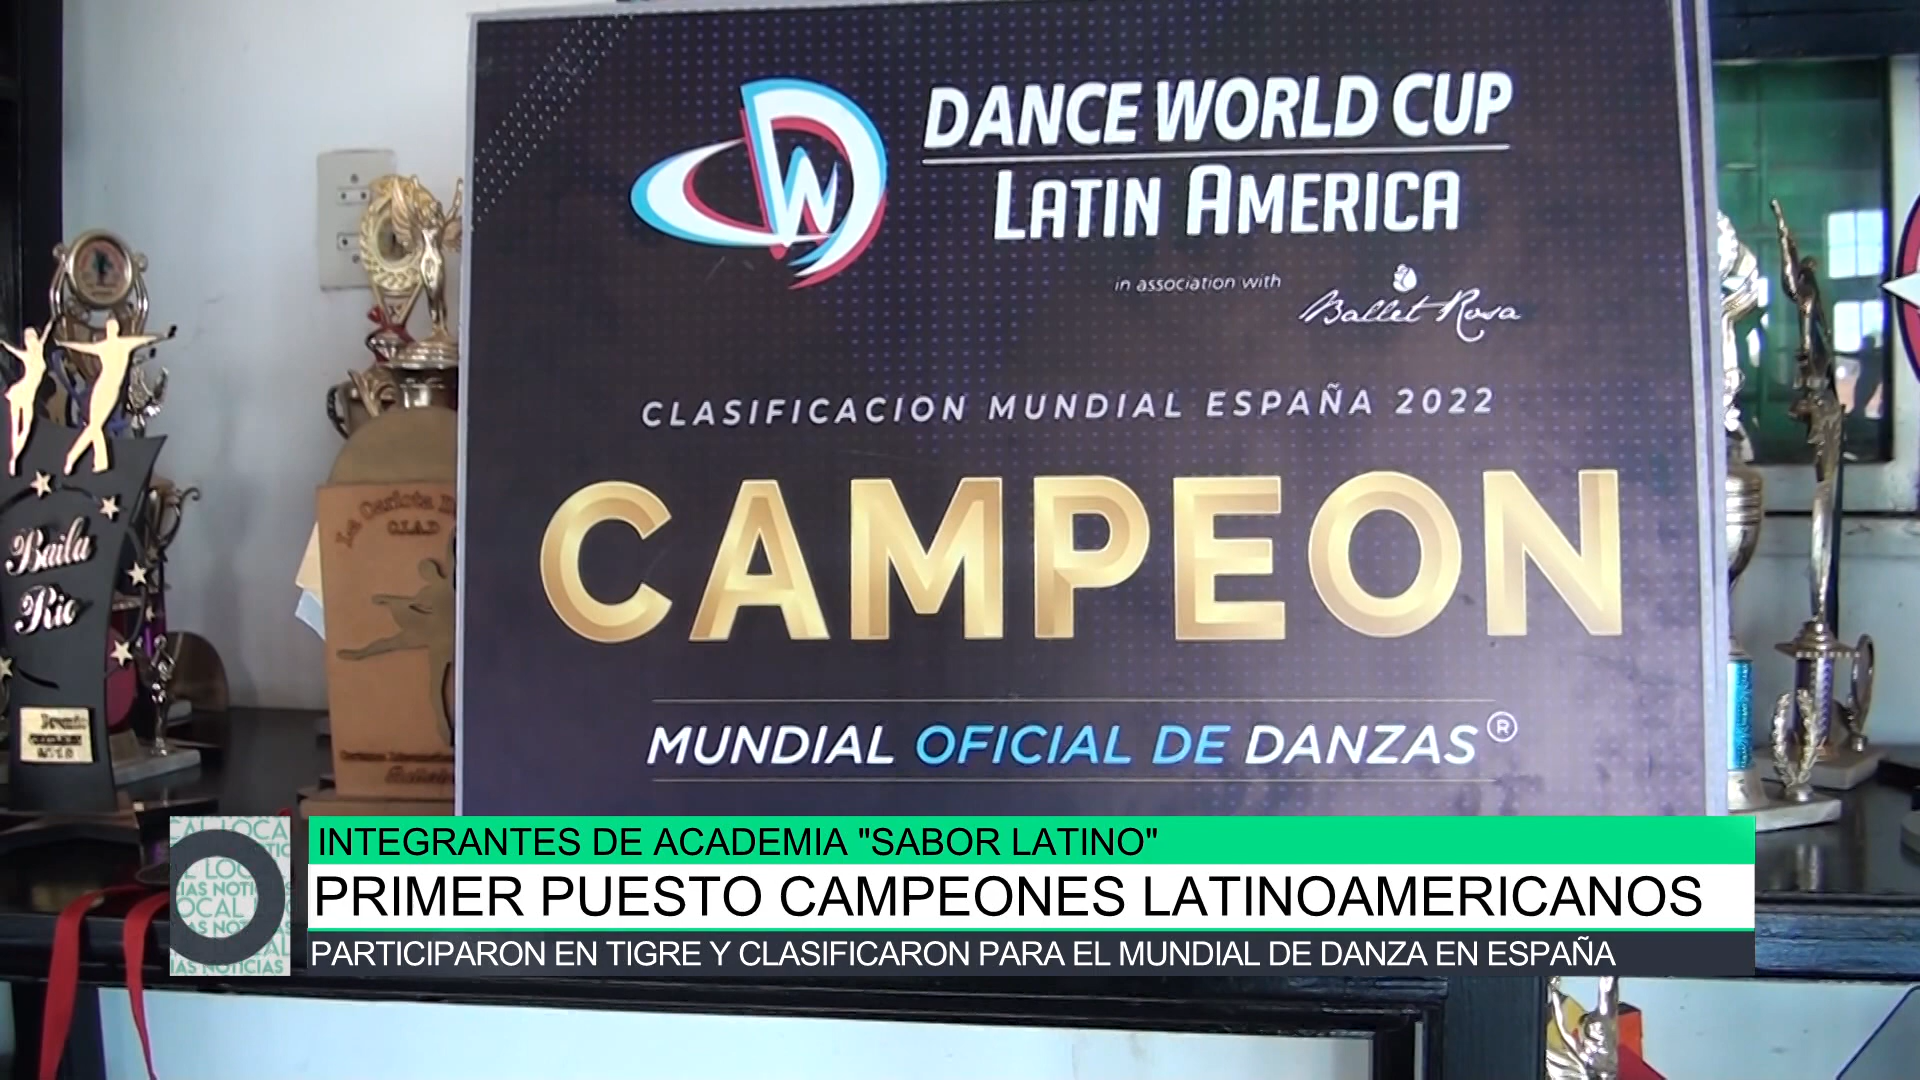 DANCE WORLD CUP
LATIN AMERICA
in association with
Ballet Rosa
CLASIFICACION MUNDIAL ESPAÑA 2022
CAMPEON
MUNDIAL OFICIAL DE DANZAS®
Baila
Rio
La Carlota
C.I.A.D
INTEGRANTES DE ACADEMIA "SABOR LATINO"
PRIMER PUESTO CAMPEONES LATINOAMERICANOS
PARTICIPARON EN TIGRE Y CLASIFICARON PARA EL MUNDIAL DE DANZA EN ESPAÑA